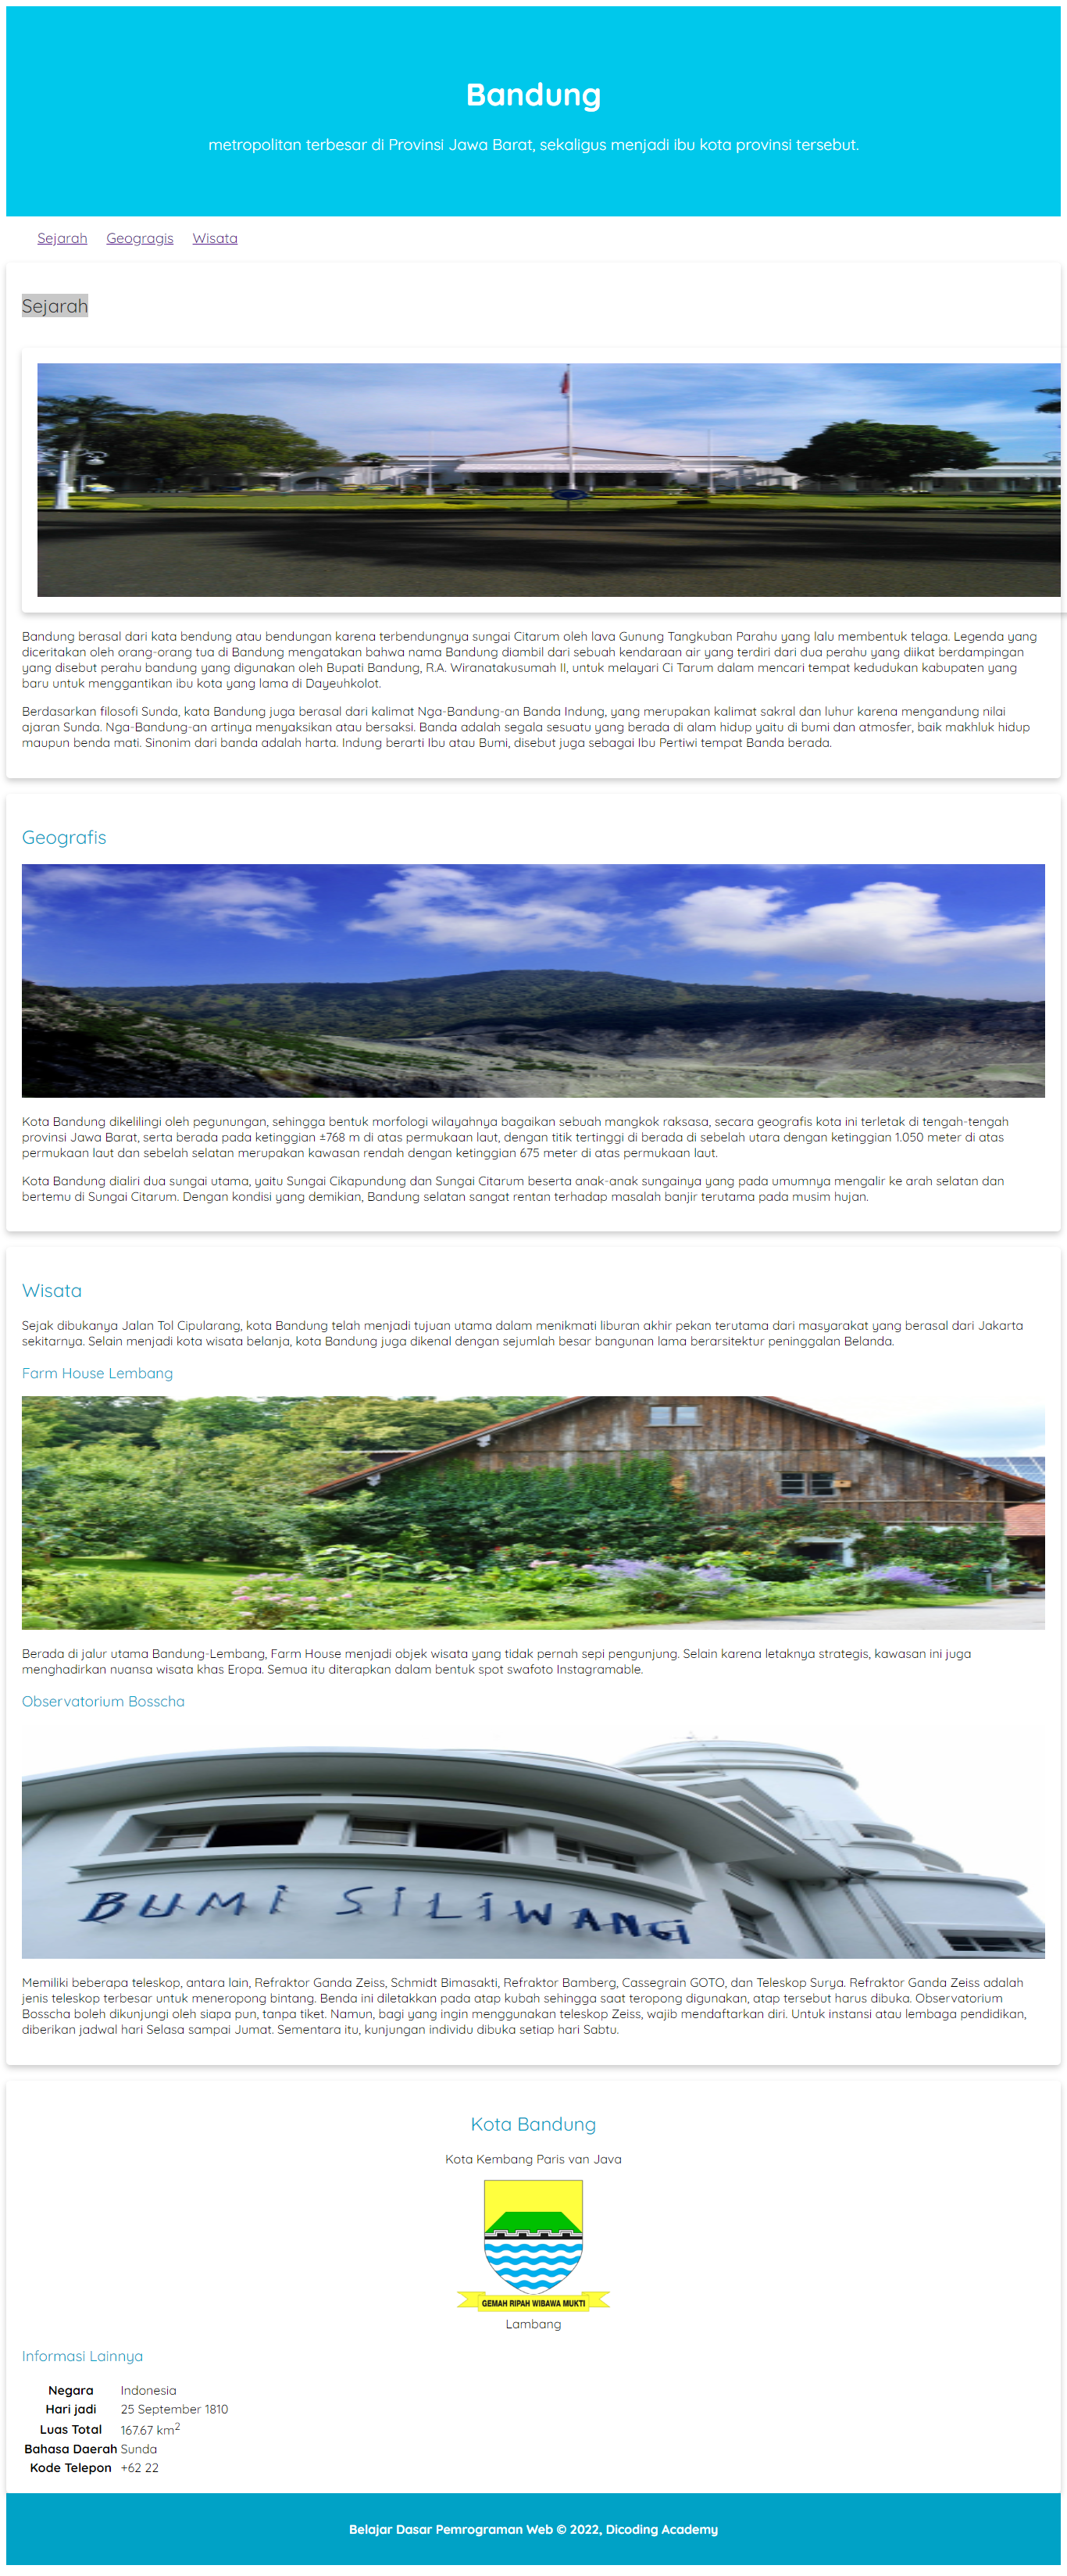 Bandung
metropolitan terbesar di Provinsi Jawa Barat, sekaligus menjadi ibu kota provinsi tersebut.
Sejarah Geogragis Wisata
Sejarah
Bandung berasal dari kata bendung atau bendungan karena terbendungnya sungai Citarum oleh lava Gunung Tangkuban Parahu yang lalu membentuk telaga. Legenda yang
diceritakan oleh orang-orang tua di Bandung mengatakan bahwa nama Bandung diambil dari sebuah kendaraan air yang terdiri dari dua perahu yang diikat berdampingan
yang disebut perahu bandung yang digunakan oleh Bupati Bandung, R.A. Wiranatakusumah II, untuk melayari Ci Tarum dalam mencari tempat kedudukan kabupaten yang
baru untuk menggantikan ibu kota yang lama di Dayeuhkolot.
Berdasarkan filosofi Sunda, kata Bandung juga berasal dari kalimat Nga-Bandung-an Banda Indung, yang merupakan kalimat sakral dan luhur karena mengandung nilai
ajaran Sunda. Nga-Bandung-an artinya menyaksikan atau bersaksi. Banda adalah segala sesuatu yang berada di alam hidup yaitu di bumi dan atmosfer, baik makhluk hidup
maupun benda mati. Sinonim dari banda adalah harta. Indung berarti Ibu atau Bumi, disebut juga sebagai Ibu Pertiwi tempat Banda berada.
Geografis
Kota Bandung dikelilingi oleh pegunungan, sehingga bentuk morfologi wilayahnya bagaikan sebuah mangkok raksasa, secara geografis kota ini terletak di tengah-tengah
provinsi Jawa Barat, serta berada pada ketinggian ±768 m di atas permukaan laut, dengan titik tertinggi di berada di sebelah utara dengan ketinggian 1.050 meter di atas
permukaan laut dan sebelah selatan merupakan kawasan rendah dengan ketinggian 675 meter di atas permukaan laut.
Kota Bandung dialiri dua sungai utama, yaitu Sungai Cikapundung dan Sungai Citarum beserta anak-anak sungainya yang pada umumnya mengalir ke arah selatan dan
bertemu di Sungai Citarum. Dengan kondisi yang demikian, Bandung selatan sangat rentan terhadap masalah banjir terutama pada musim hujan.
Wisata
Sejak dibukanya Jalan Tol Cipularang, kota Bandung telah menjadi tujuan utama dalam menikmati liburan akhir pekan terutama dari masyarakat yang berasal dari Jakarta
sekitarnya. Selain menjadi kota wisata belanja, kota Bandung juga dikenal dengan sejumlah besar bangunan lama berarsitektur peninggalan Belanda.
Farm House Lembang
Berada di jalur utama Bandung-Lembang, Farm House menjadi objek wisata yang tidak pernah sepi pengunjung. Selain karena letaknya strategis, kawasan ini juga
menghadirkan nuansa wisata khas Eropa. Semua itu diterapkan dalam bentuk spot swafoto Instagramable.
Observatorium Bosscha
BUMI SILIWANGI
Memiliki beberapa teleskop, antara lain, Refraktor Ganda Zeiss, Schmidt Bimasakti, Refraktor Bamberg, Cassegrain GOTO, dan Teleskop Surya. Refraktor Ganda Zeiss adalah
jenis teleskop terbesar untuk meneropong bintang. Benda ini diletakkan pada atap kubah sehingga saat teropong digunakan, atap tersebut harus dibuka. Observatorium
Bosscha boleh dikunjungi oleh siapa pun, tanpa tiket. Namun, bagi yang ingin menggunakan teleskop Zeiss, wajib mendaftarkan diri. Untuk instansi atau lembaga pendidikan,
diberikan jadwal hari Selasa sampai Jumat. Sementara itu, kunjungan individu dibuka setiap hari Sabtu.
Kota Bandung
Kota Kembang Paris van Java
GEMAH RIPAH WIBAWA MUKTI
Lambang
Informasi Lainnya
Negara Indonesia
Hari jadi 25 September 1810
Luas Total 167.67 km²
Bahasa Daerah Sunda
Kode Telepon +62 22
Belajar Dasar Pemrograman Web © 2022, Dicoding Academy